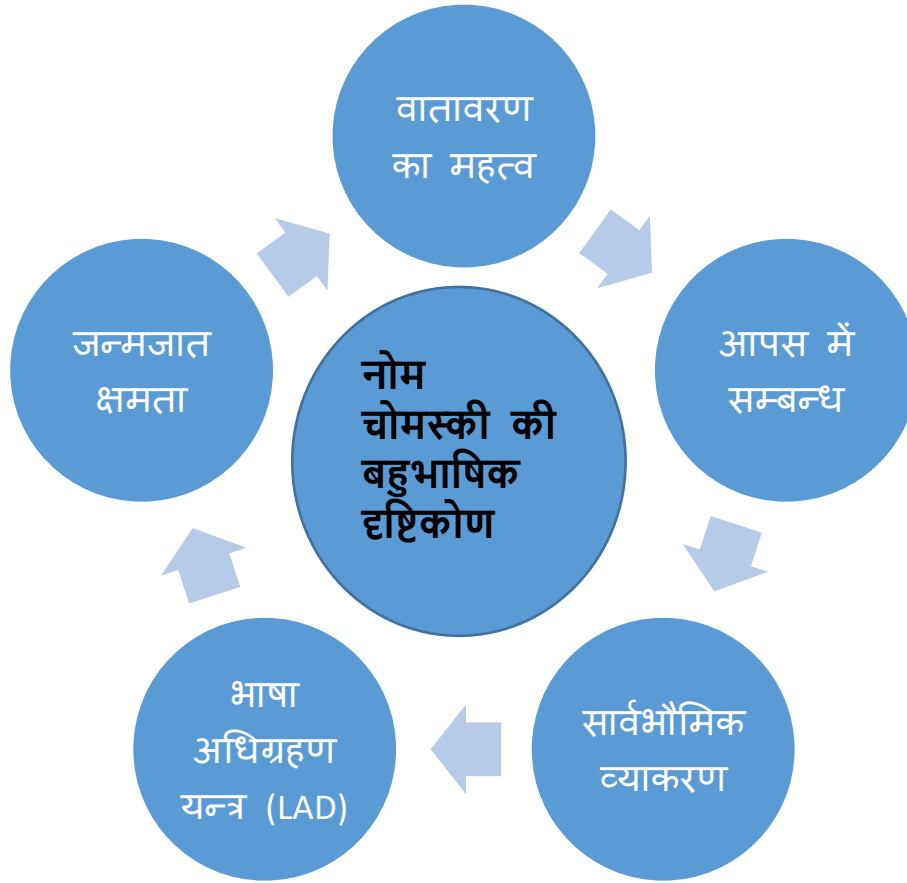 वातावरण
का महत्व
आपस में
सम्बन्ध
सार्वभौमिक
व्याकरण
भाषा
अधिग्रहण
यन्त्र (LAD)
जन्मजात
क्षमता
नोम
चोमस्की की
बहुभाषिक
दृष्टिकोण